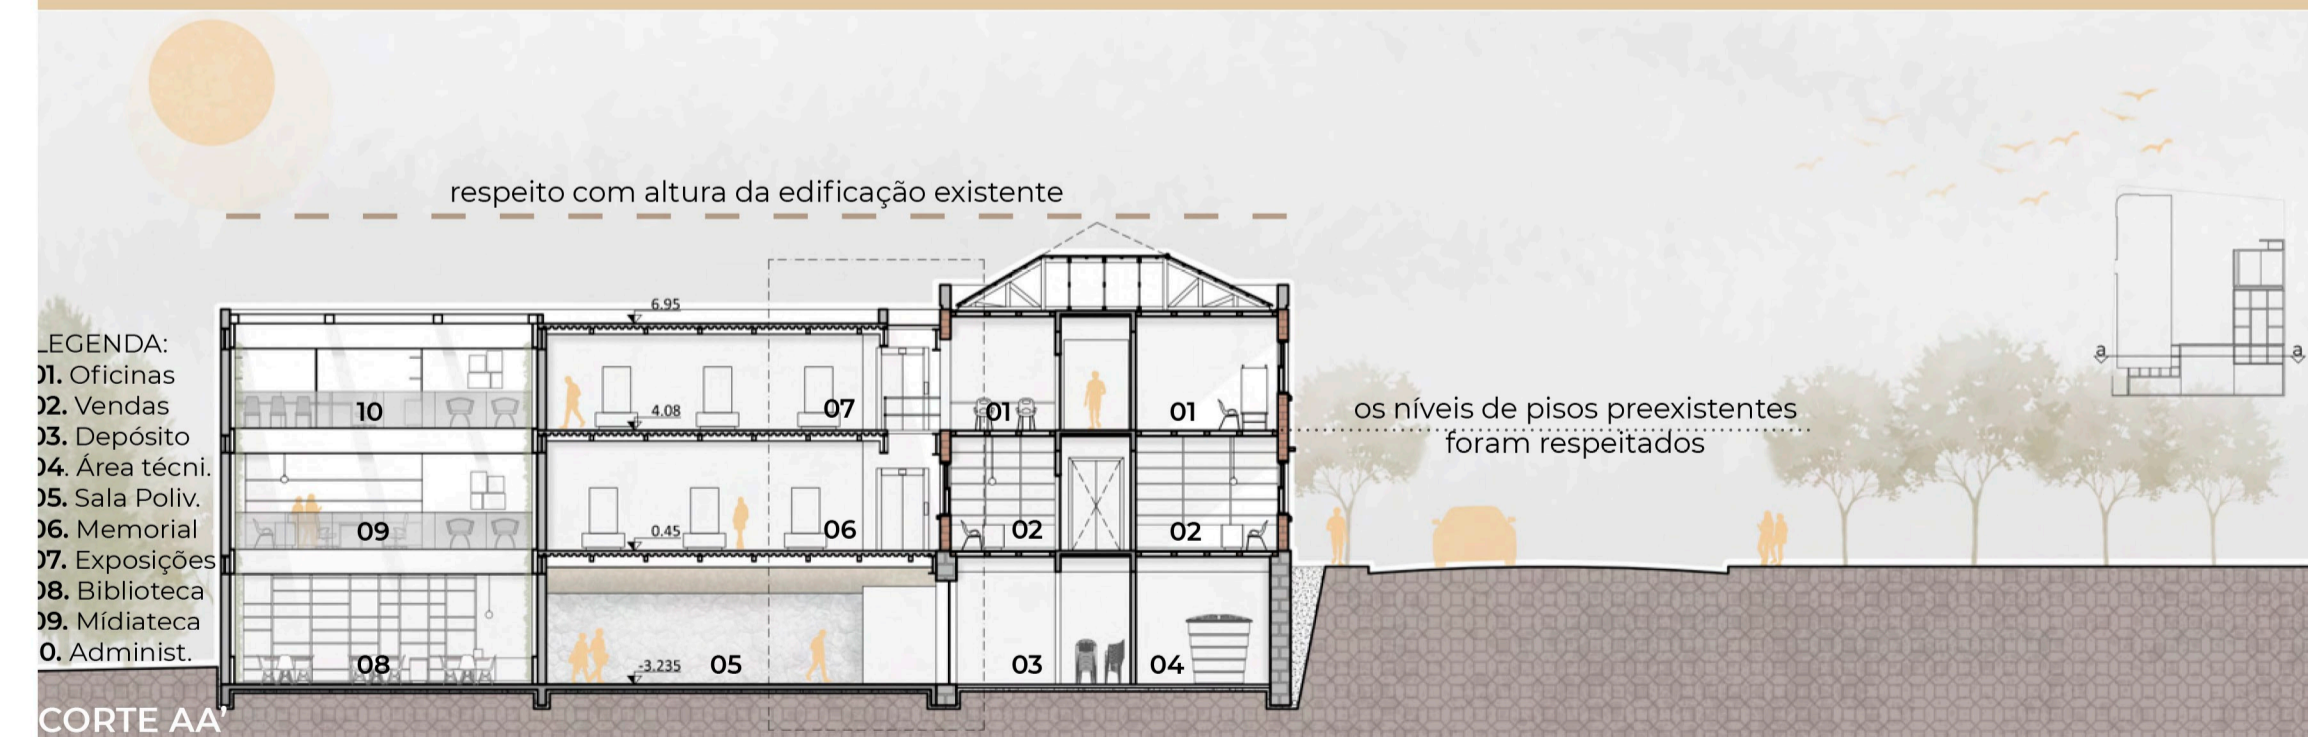 respeito com altura da edificação existente
6.95
LEGENDA:
01. Oficinas
02. Vendas
03. Depósito
04. Área técni.
05. Sala Poliv.
06. Memorial
07. Exposições
08. Biblioteca
09. Mídiateca
0. Administ.
10
4.08
07
01
01
os níveis de pisos preexistentes
foram respeitados
a
a
09
0.45
06
02
02
08
-3.235
05
03
04
CORTE AA'